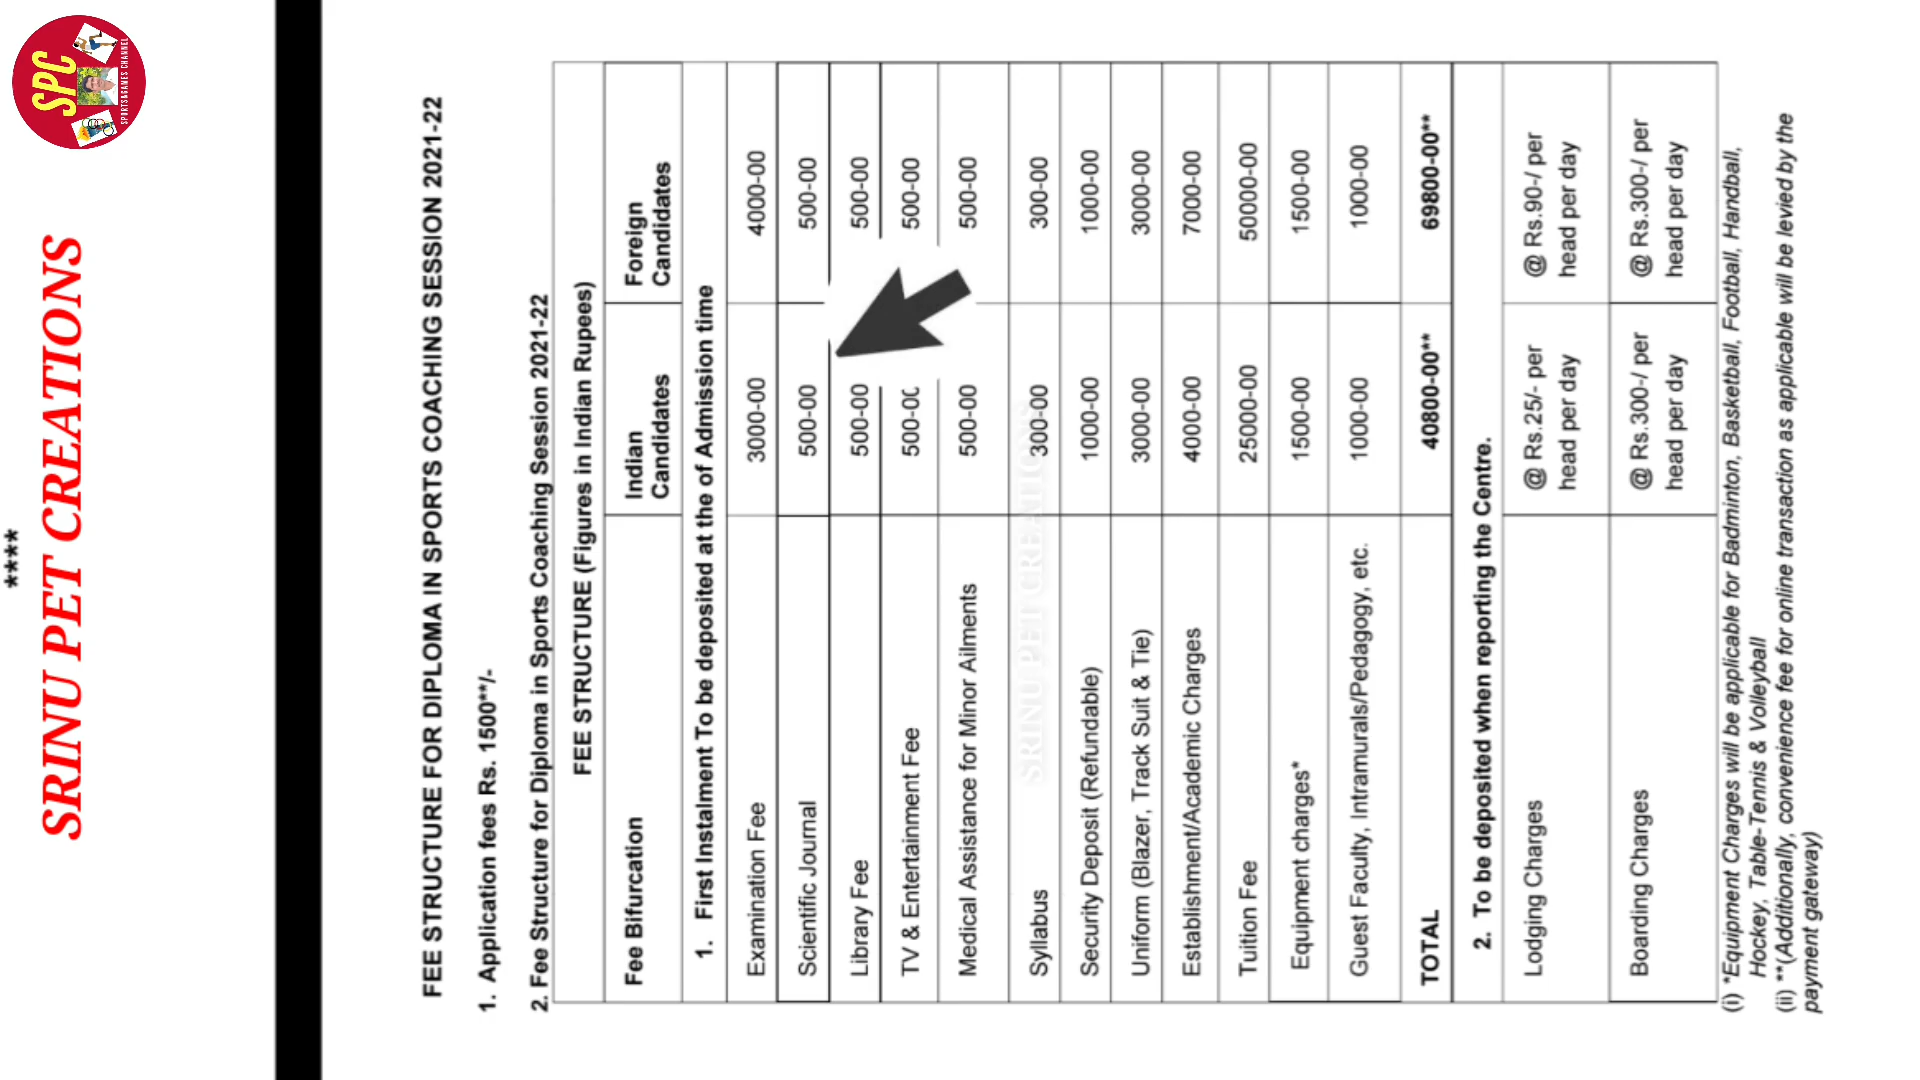 SPC
SPORTS&GAMES CHANNEL
****
SRINU PET CREATIONS
FEE STRUCTURE FOR DIPLOMA IN SPORTS COACHING SESSION 2021-22
1. Application fees Rs. 1500**/-
2. Fee Structure for Diploma in Sports Coaching Session 2021-22
FEE STRUCTURE (Figures in Indian Rupees)
Fee Bifurcation Indian Candidates Foreign Candidates
1. First Instalment To be deposited at the of Admission time
Examination Fee 3000-00 4000-00
Scientific Journal 500-00 500-00
Library Fee 500-00 500-00
TV & Entertainment Fee 500-0 500-00
Medical Assistance for Minor Ailments 500-00 500-00
Syllabus 300-00 300-00
SRINU PET CREATIONS
Security Deposit (Refundable) 1000-00 1000-00
Uniform (Blazer, Track Suit & Tie) 3000-00 3000-00
Establishment/Academic Charges 4000-00 7000-00
Tuition Fee 25000-00 50000-00
Equipment charges* 1500-00 1500-00
Guest Faculty, Intramurals/Pedagogy, etc. 1000-00 1000-00
TOTAL 40800-00** 69800-00**
2. To be deposited when reporting the Centre.
Lodging Charges @ Rs.25/- per head per day @ Rs.90-/ per head per day
Boarding Charges @ Rs.300-/ per head per day @ Rs.300-/ per head per day
(i) *Equipment Charges will be applicable for Badminton, Basketball, Football, Handball,
Hockey, Table-Tennis & Volleyball
(ii) **(Additionally, convenience fee for online transaction as applicable will be levied by the
payment gateway)